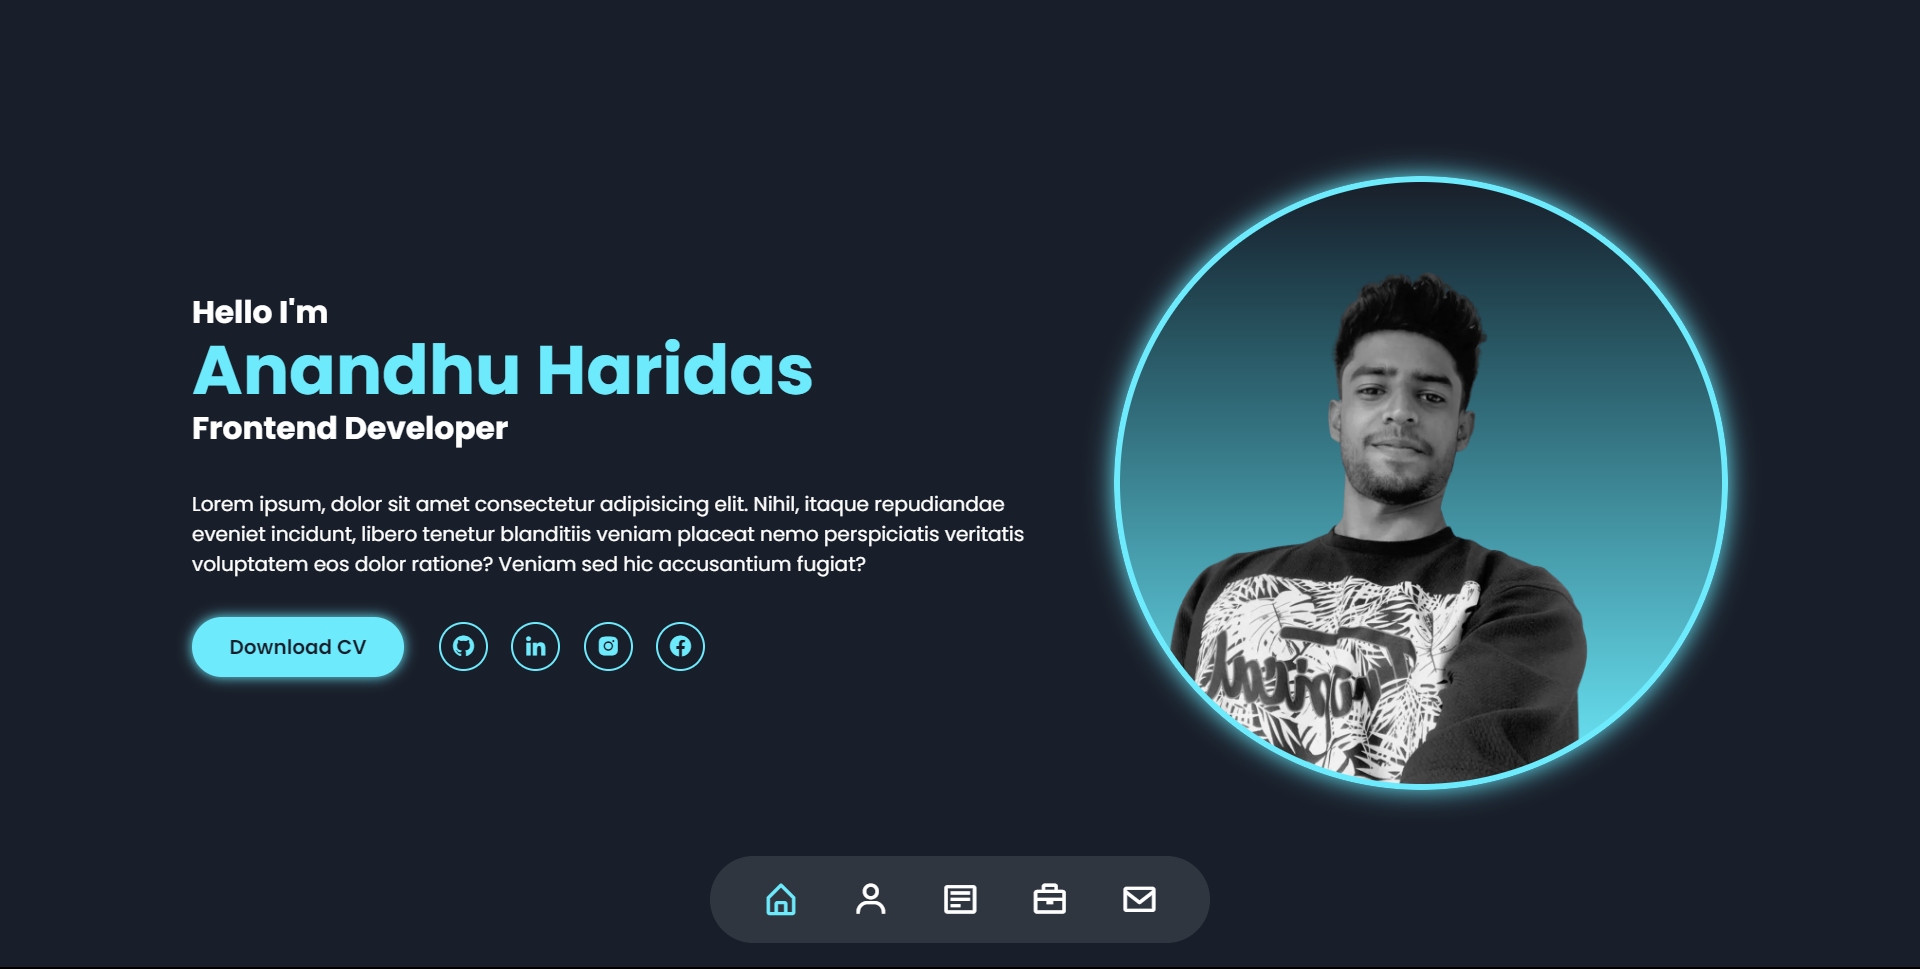 Hello I'm
Anandhu Haridas
Frontend Developer
Lorem ipsum, dolor sit amet consectetur adipisicing elit. Nihil, itaque repudiandae
eveniet incidunt, libero tenetur blanditiis veniam placeat nemo perspiciatis veritatis
voluptatem eos dolor ratione? Veniam sed hic accusantium fugiat?
Download CV